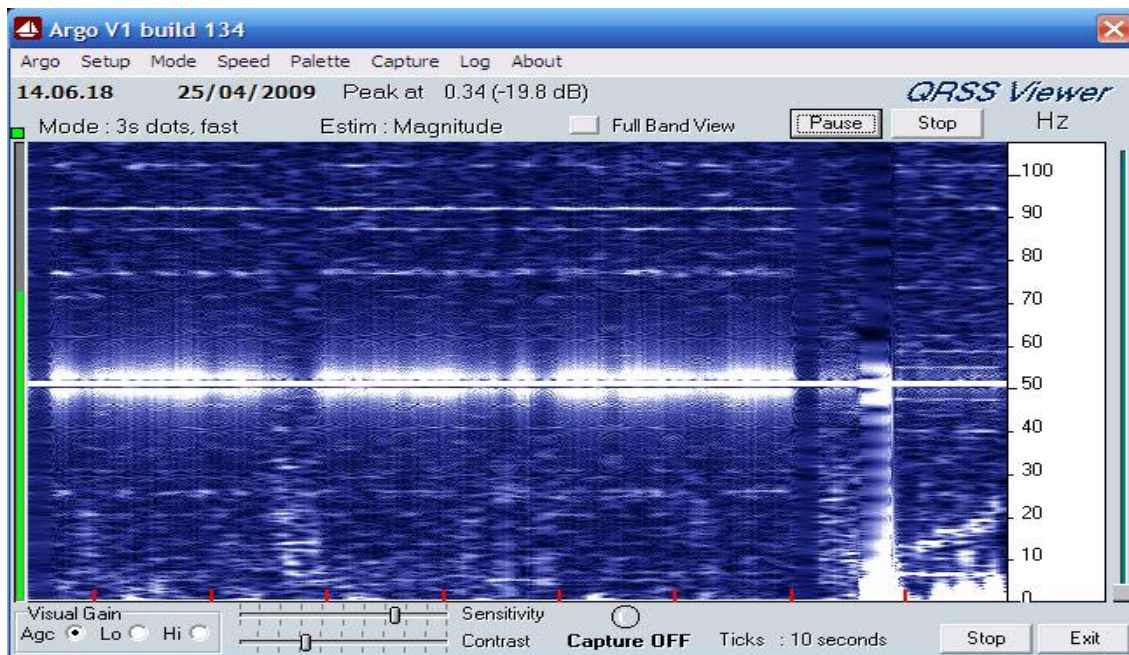 Argo V1 build 134
Argo Setup Mode Speed Palette Capture Log About
14.06.18 25/04/2009 Peak at 0.34 (-19.8 dB) QRSS Viewer
Mode : 3s dots, fast Estim : Magnitude Full Band View Pause Stop Hz
100
90
80
70
60
50
40
30
20
10
0
Visual Gain Sensitivity
Agc Lo Hi Contrast Capture OFF Ticks : 10 seconds Stop Exit